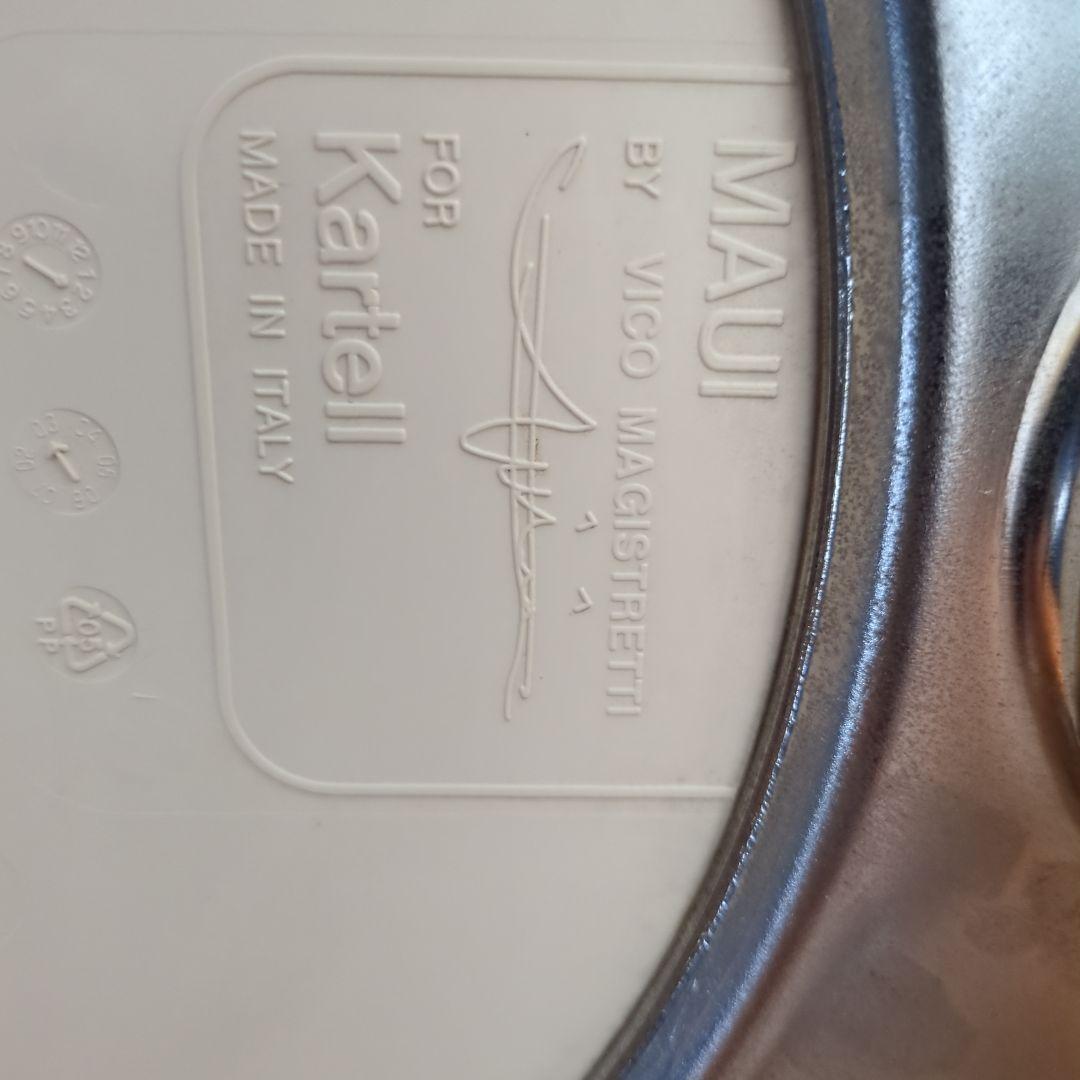 MAUI
BY VICO MAGISTRETTI
FOR
Kartell
MADE IN ITALY
PP